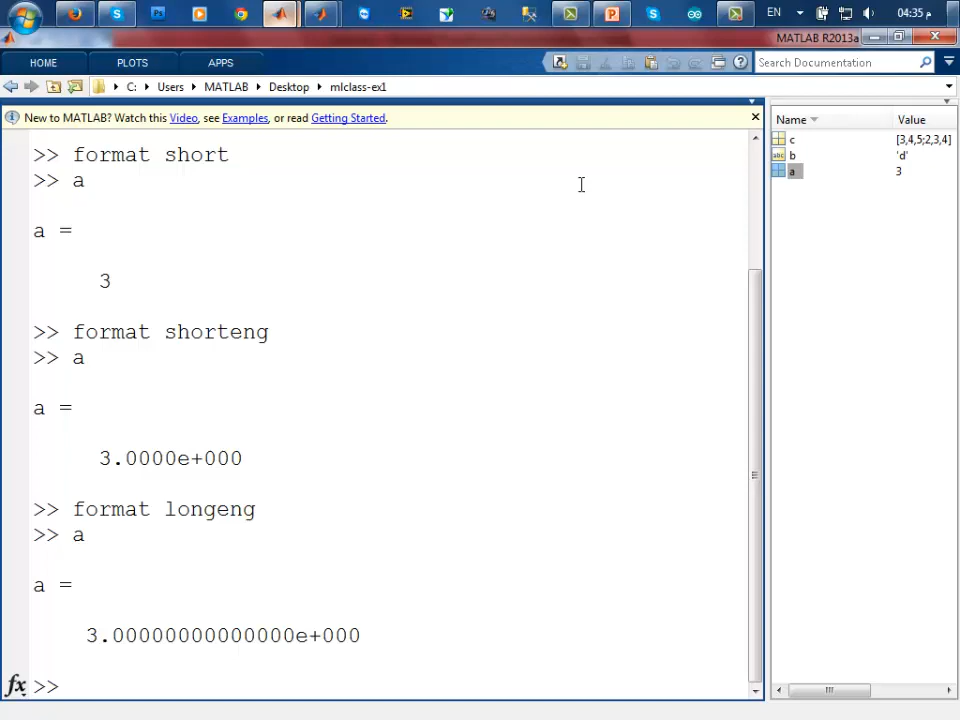 EN
04:35 م
MATLAB R2013a
HOME
PLOTS
APPS
Search Documentation
C: Users MATLAB Desktop mlclass-ex1
New to MATLAB? Watch this Video, see Examples, or read Getting Started.
>> format short
>> a
a =
3
>> format shorteng
>> a
a =
3.0000e+000
>> format longeng
>> a
a =
3.00000000000000e+000
fx >>
Name Value
c [3,4,5;2,3,4]
b 'd'
a 3